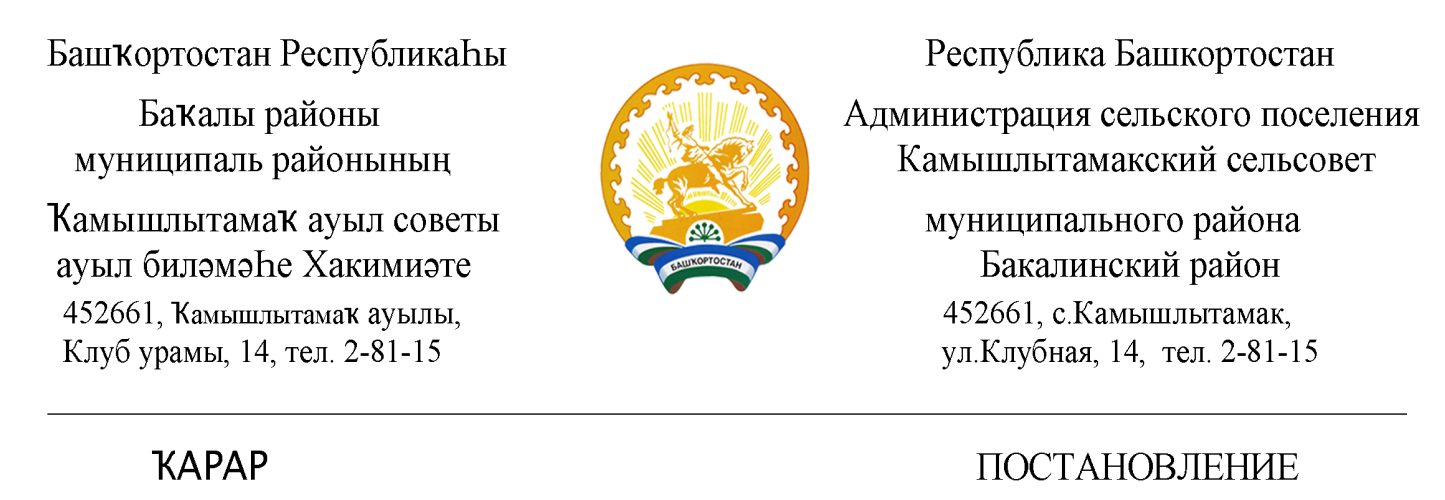 Башҡортостан Республикаһы
Баҡалы районы
муниципаль районының
Ҡамышлытамаҡ ауыл советы
ауыл биләмәһе Хакимиәте
452661, Ҡамышлытамаҡ ауылы,
Клуб урамы, 14, тел. 2-81-15
БАШҠОРТОСТАН
Республика Башкортостан
Администрация сельского поселения
Камышлытамакский сельсовет
муниципального района
Бакалинский район
452661, с.Камышлытамак,
ул.Клубная, 14, тел. 2-81-15
ҠАРАР
ПОСТАНОВЛЕНИЕ